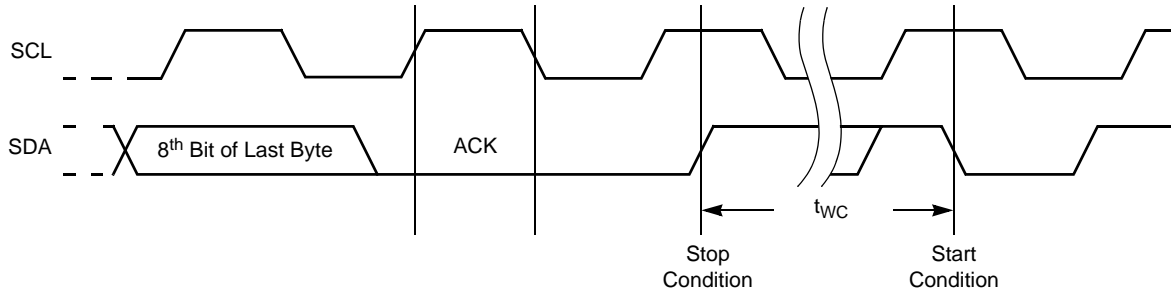 SCL
SDA
8th Bit of Last Byte
ACK
tWC
Stop
Condition
Start
Condition